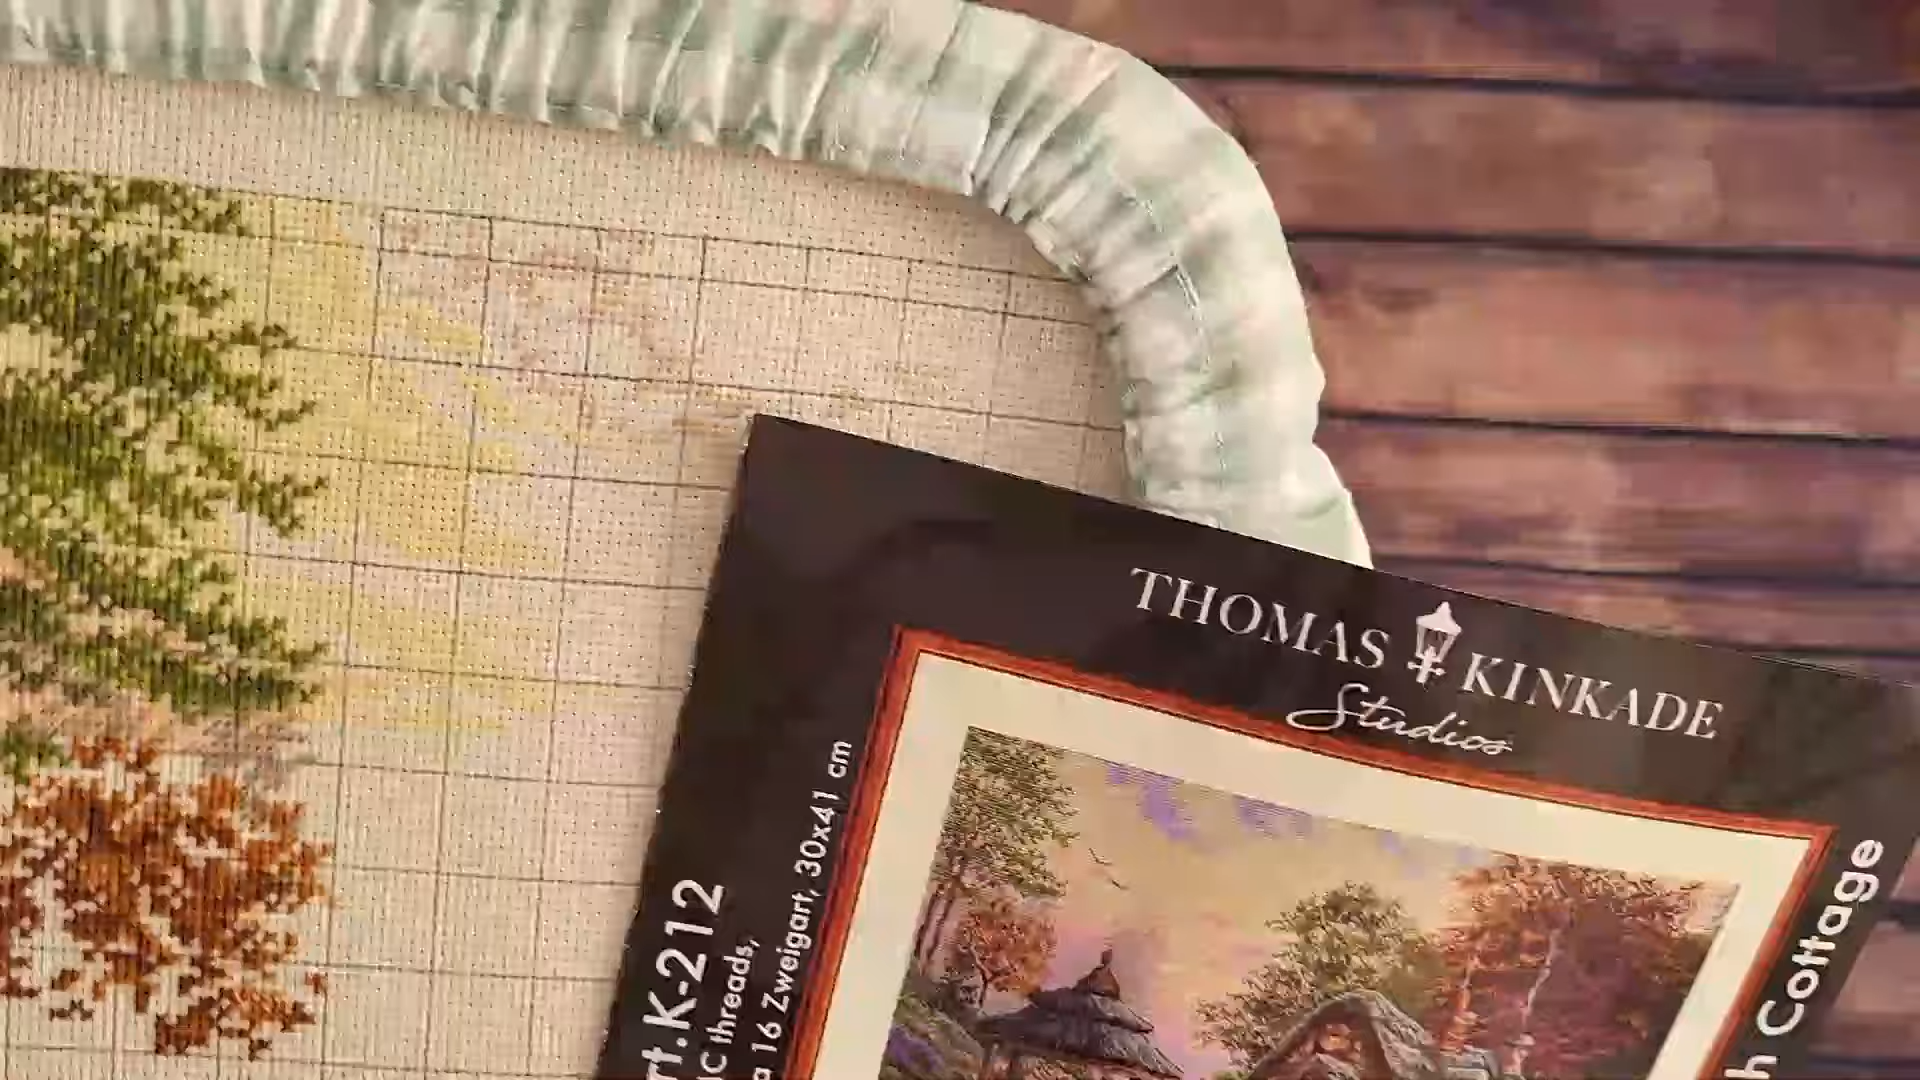 THOMAS KINKADE
Studios
rt.K-212
C threads,
a 16 Zweigart, 30x41 cm
h Cottage